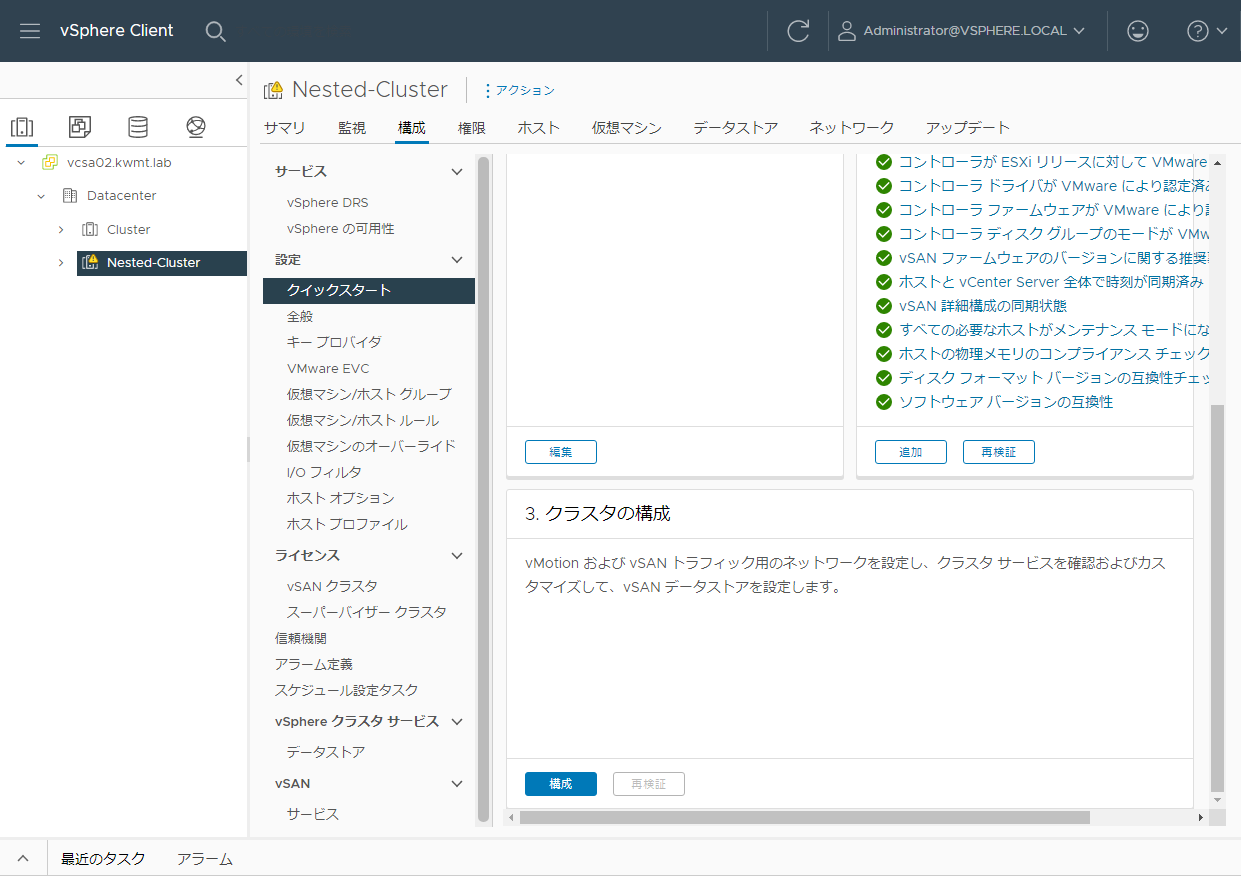 vSphere Client
Administrator@VSPHERE.LOCAL
Nested-Cluster
アクション
サマリ 監視 構成 権限 ホスト 仮想マシン データストア ネットワーク アップデート
vcsa02.kwmt.lab
Datacenter
Cluster
Nested-Cluster
サービス
vSphere DRS
vSphere の可用性
設定
クイックスタート
全般
キー プロバイダ
VMware EVC
仮想マシン/ホスト グループ
仮想マシン/ホスト ルール
仮想マシンのオーバーライド
I/O フィルタ
ホスト オプション
ホスト プロファイル
ライセンス
vSAN クラスタ
スーパーバイザー クラスタ
信頼機関
アラーム定義
スケジュール設定タスク
vSphere クラスタ サービス
データストア
vSAN
サービス
編集
コントローラが ESXi リリースに対して VMware
コントローラ ドライバが VMware により認定済み
コントローラ ファームウェアが VMware により
コントローラ ディスク グループのモードが VMw
vSAN ファームウェアのバージョンに関する推奨
ホストと vCenter Server 全体で時刻が同期済み
vSAN 詳細構成の同期状態
すべての必要なホストがメンテナンス モードにな
ホストの物理メモリのコンプライアンス チェック
ディスク フォーマット バージョンの互換性チェッ
ソフトウェア バージョンの互換性
追加 再検証
3. クラスタの構成
vMotion および vSAN トラフィック用のネットワークを設定し、クラスタ サービスを確認およびカス
タマイズして、vSAN データストアを設定します。
構成 再検証
最近のタスク アラーム